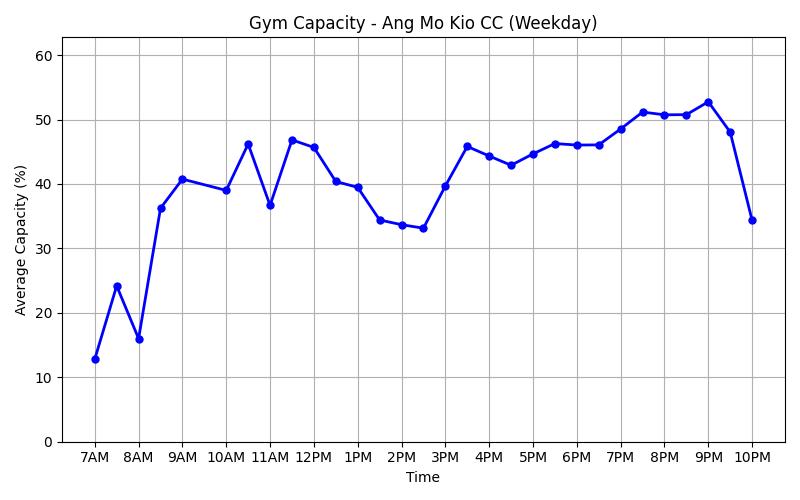 Gym Capacity - Ang Mo Kio CC (Weekday)
Average Capacity (%)
60
50
40
30
20
10
0
7AM 8AM 9AM 10AM 11AM 12PM 1PM 2PM 3PM 4PM 5PM 6PM 7PM 8PM 9PM 10PM
Time